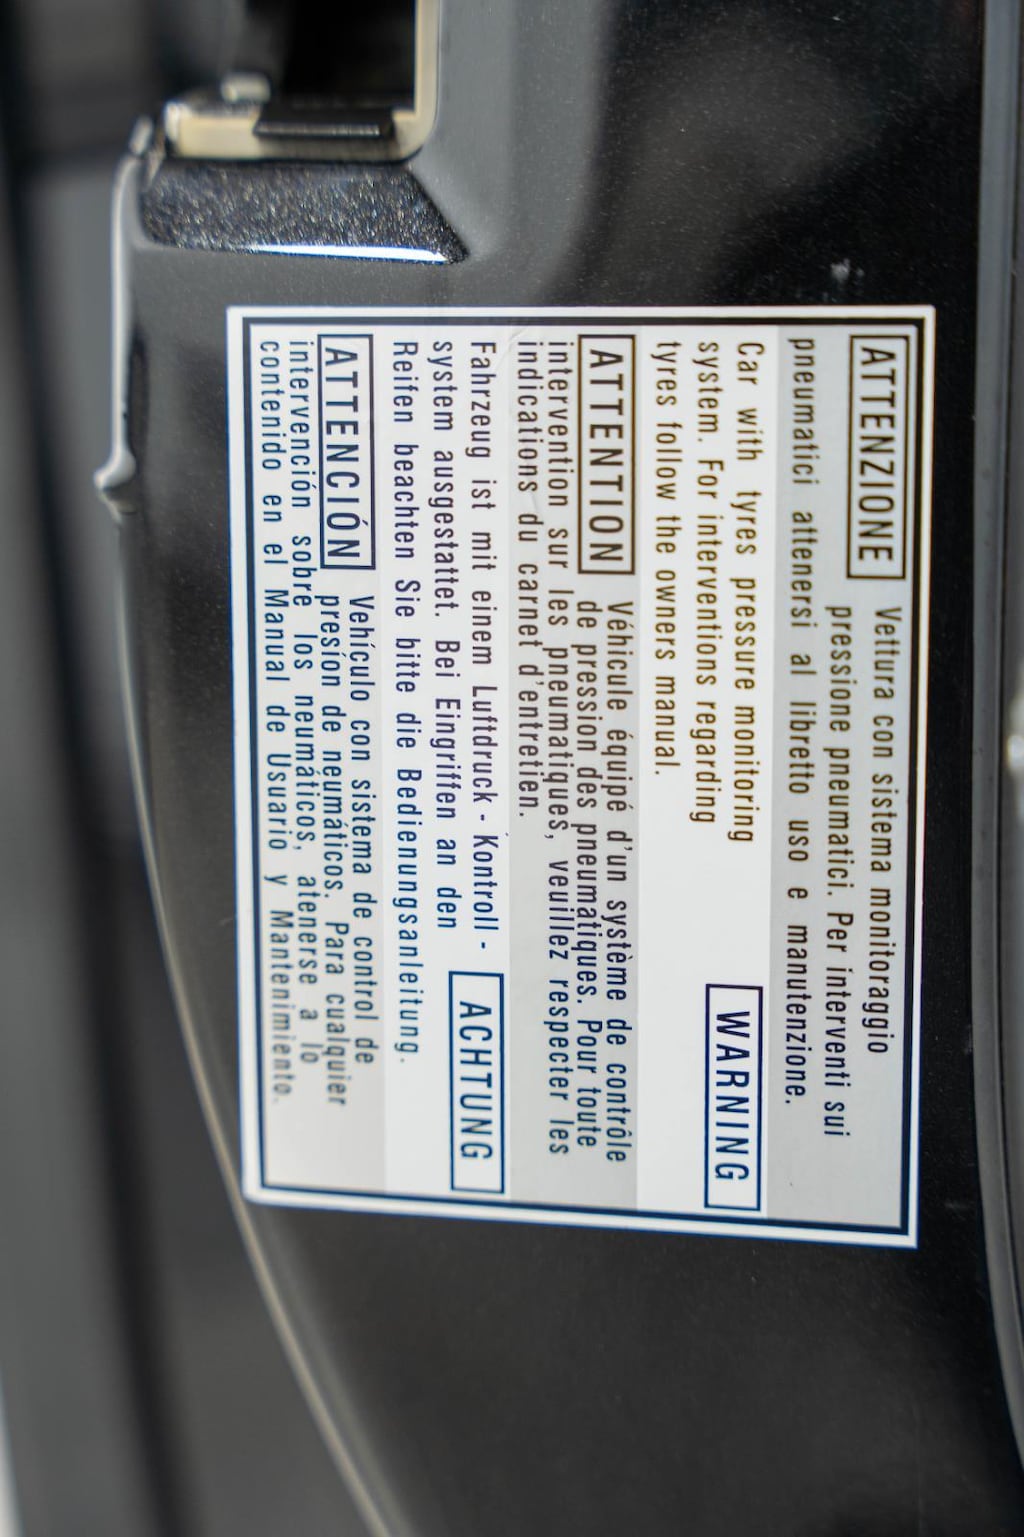 ATTENZIONE Vettura con sistema monitoraggio
pressione pneumatici. Per interventi sui
pneumatici attenersi al libretto uso e manutenzione.
Car with tyres pressure monitoring
system. For interventions regarding
tyres follow the owners manual.
WARNING
ATTENTION Véhicule équipé d'un système de contrôle
de pression des pneumatiques. Pour toute
intervention sur les pneumatiques, veuillez respecter les
indications du carnet d'entretien.
Fahrzeug ist mit einem Luftdruck - Kontroll -
system ausgestattet. Bei Eingriffen an den
Reifen beachten Sie bitte die Bedienungsanleitung.
ACHTUNG
ATTENCIÓN Vehículo con sistema de control de
presión de neumáticos. Para cualquier
intervención sobre los neumáticos, atenerse a lo
contenido en el Manual de Usuario y Mantenimiento.